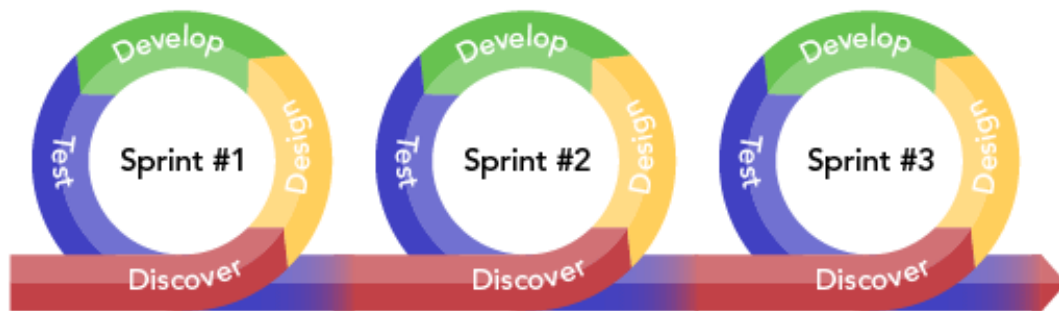 Develop
Test
Sprint #1
Design
Discover
Develop
Test
Sprint #2
Design
Discover
Develop
Test
Sprint #3
Design
Discover